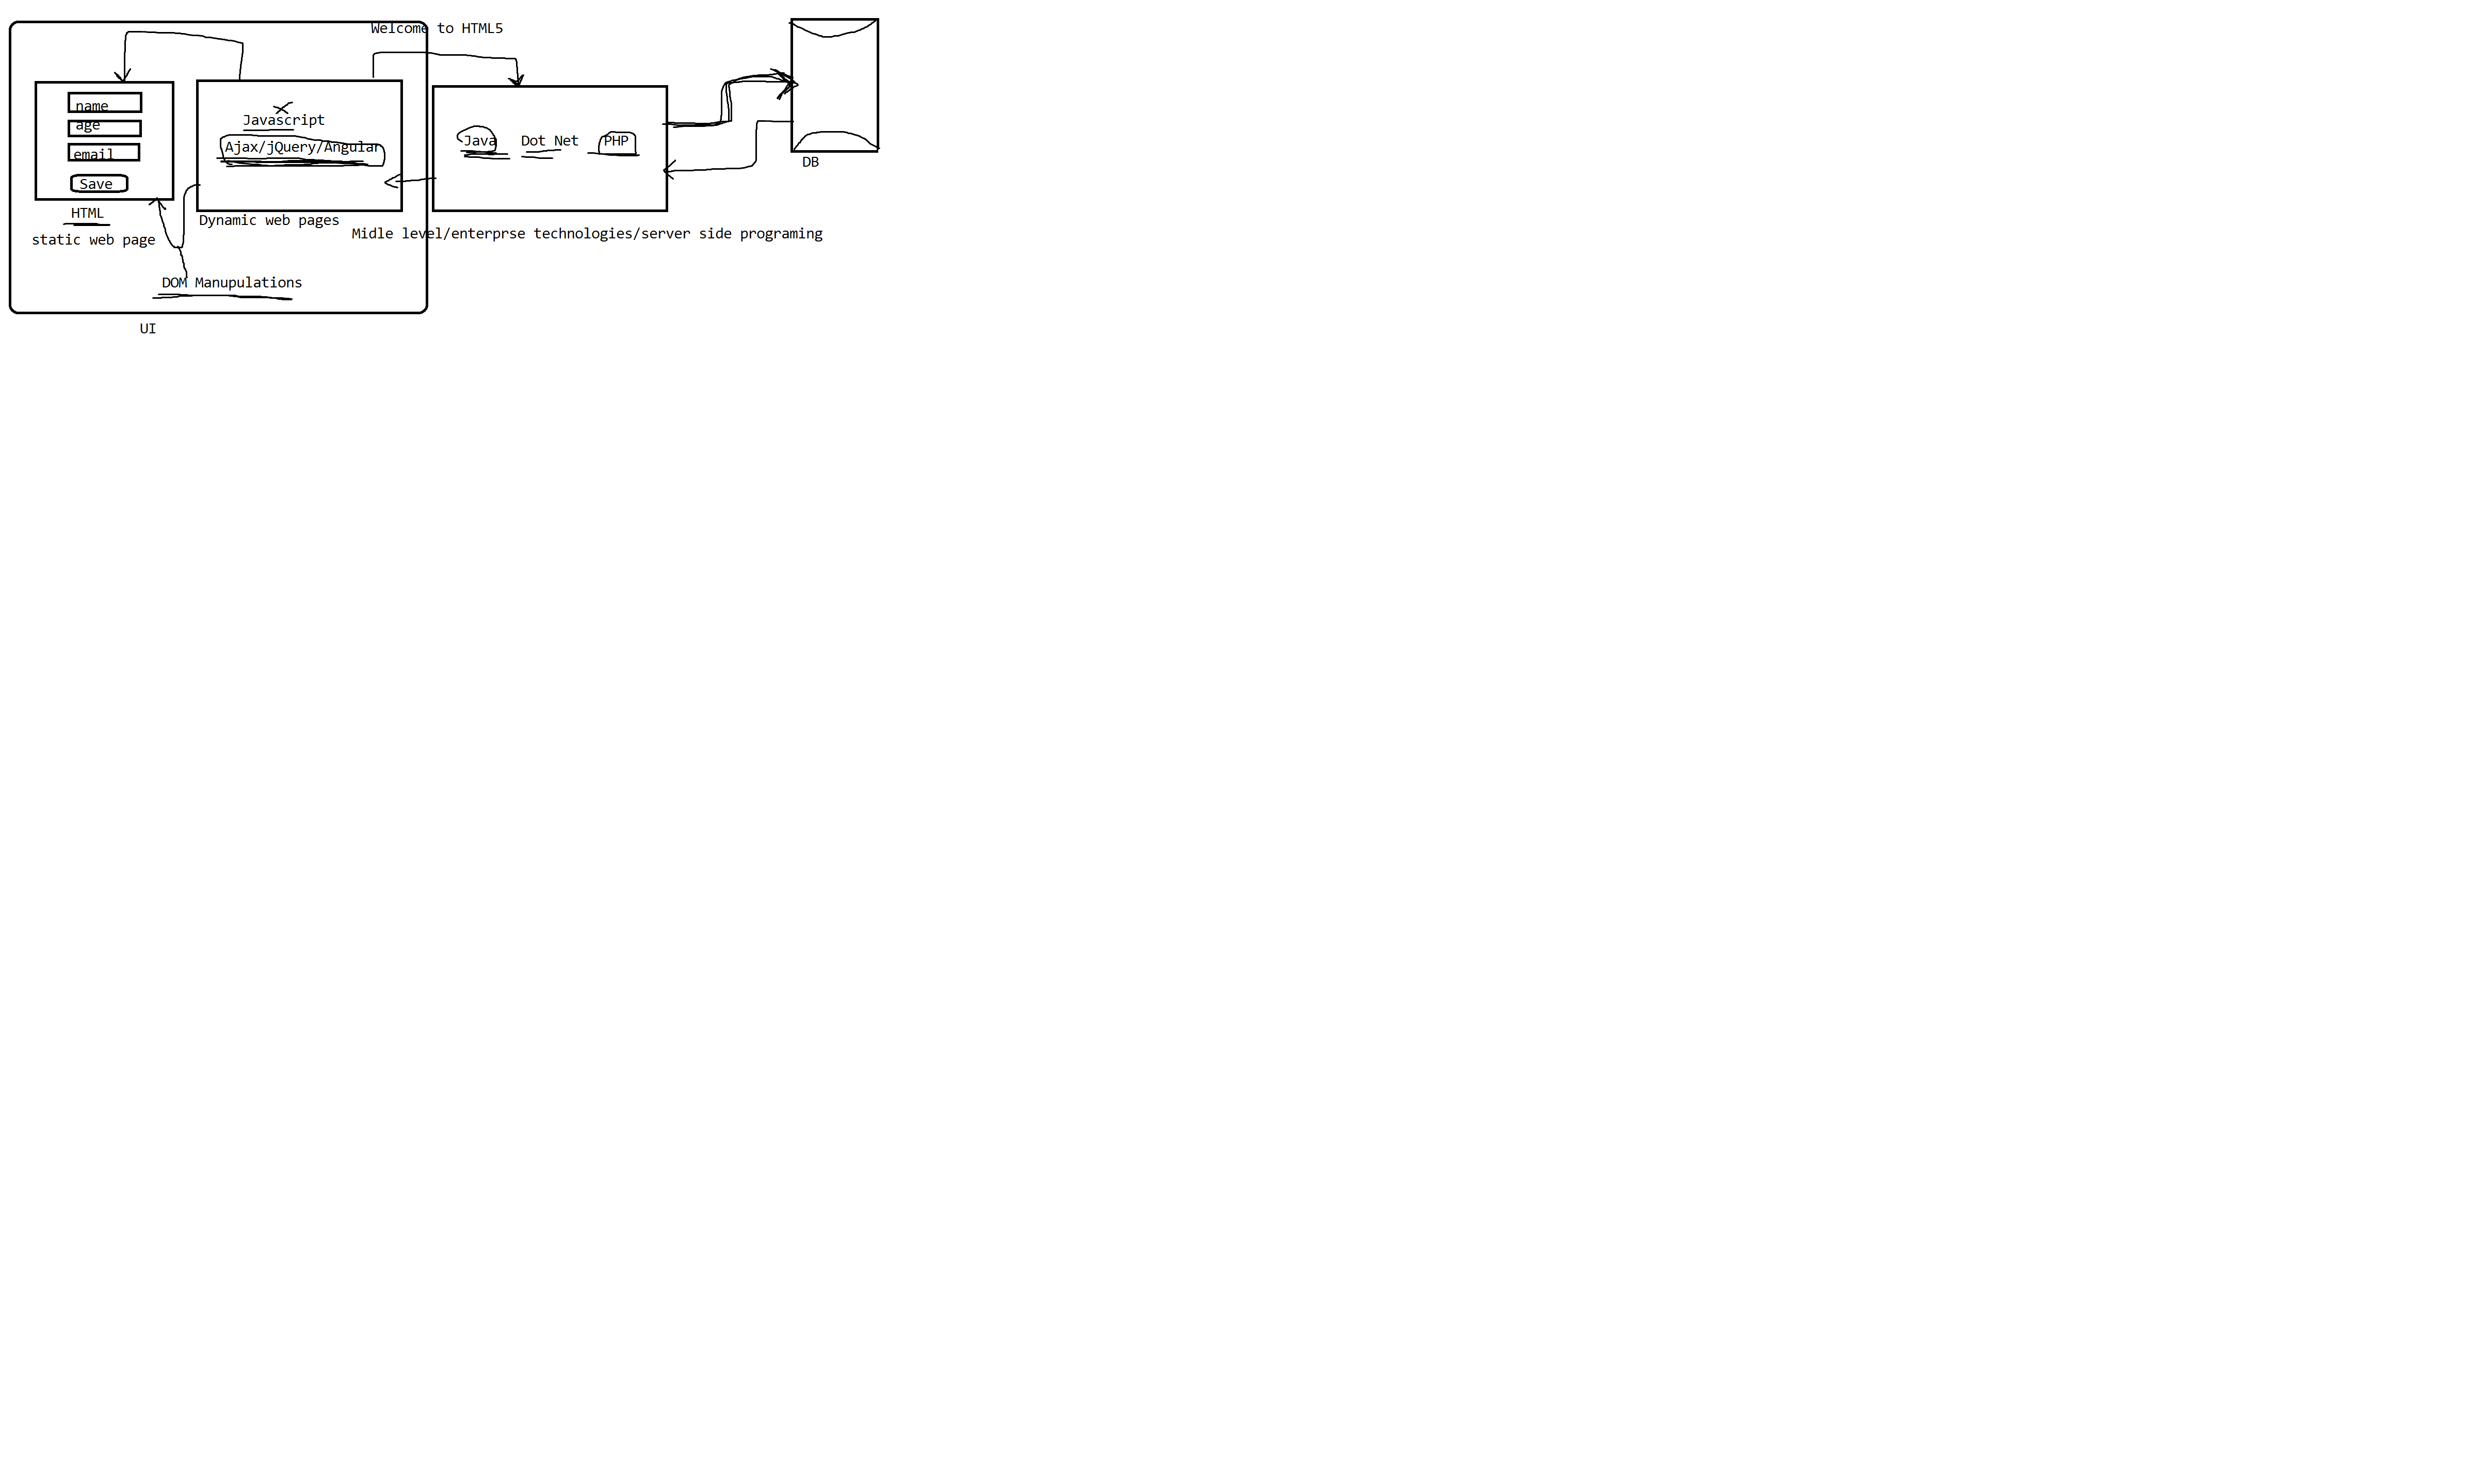 Welcome to HTML5
name
age
email
Save
HTML
static web page
Javascript
Ajax/jQuery/Angular
Dynamic web pages
DOM Manupulations
UI
Java Dot Net PHP
Midle level/enterprse technologies/server side programing
DB